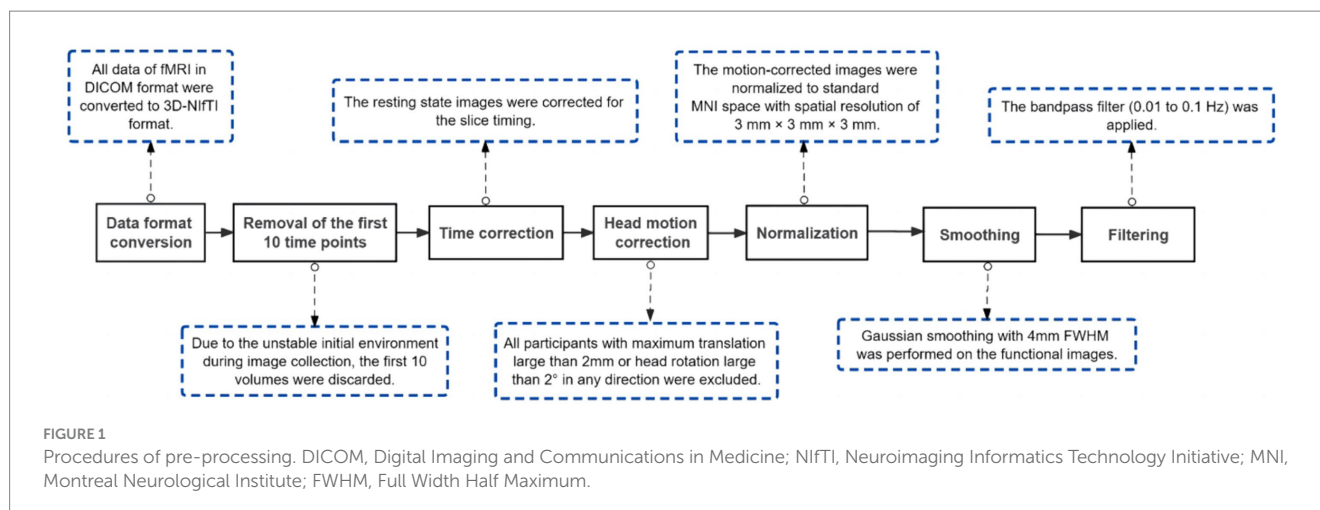 All data of fMRI in
DICOM format were
converted to 3D-NIfTI
format.
The resting state images were corrected for
the slice timing.
The motion-corrected images were
normalized to standard
MNI space with spatial resolution of
3 mm × 3 mm × 3 mm.
The bandpass filter (0.01 to 0.1 Hz) was
applied.
Data format
conversion
Removal of the first
10 time points
Time correction
Head motion
correction
Normalization
Smoothing
Filtering
Due to the unstable initial environment
during image collection, the first 10
volumes were discarded.
All participants with maximum translation
large than 2mm or head rotation large
than 2° in any direction were excluded.
Gaussian smoothing with 4mm FWHM
was performed on the functional images.
FIGURE 1
Procedures of pre-processing. DICOM, Digital Imaging and Communications in Medicine; NIfTI, Neuroimaging Informatics Technology Initiative; MNI,
Montreal Neurological Institute; FWHM, Full Width Half Maximum.